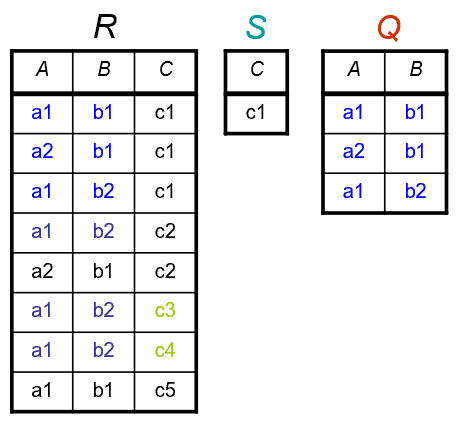 R S Q
A B C C A B
a1 b1 c1 c1 a1 b1
a2 b1 c1 a2 b1
a1 b2 c1 a1 b2
a1 b2 c2
a2 b1 c2
a1 b2 c3
a1 b2 c4
a1 b1 c5